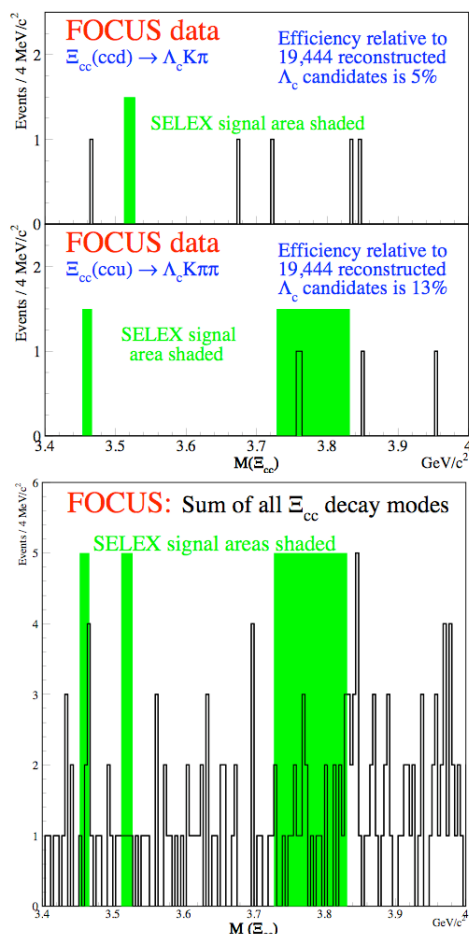 FOCUS data
Ξcc(ccd) → ΛcKπ
Efficiency relative to
19,444 reconstructed
Λc candidates is 5%
SELEX signal area shaded
Events / 4 MeV/c²
2
1
0
FOCUS data
Ξcc(ccu) → ΛcKππ
Efficiency relative to
19,444 reconstructed
Λc candidates is 13%
SELEX signal
area shaded
Events / 4 MeV/c²
2
1
0
3.4 3.5 3.6 3.7 3.8 3.9 4
M(Ξcc) GeV/c²
FOCUS: Sum of all Ξcc decay modes
SELEX signal areas shaded
Events / 4 MeV/c²
6
5
4
3
2
1
0
3.4 3.5 3.6 3.7 3.8 3.9 4
M (Ξcc) GeV/c²